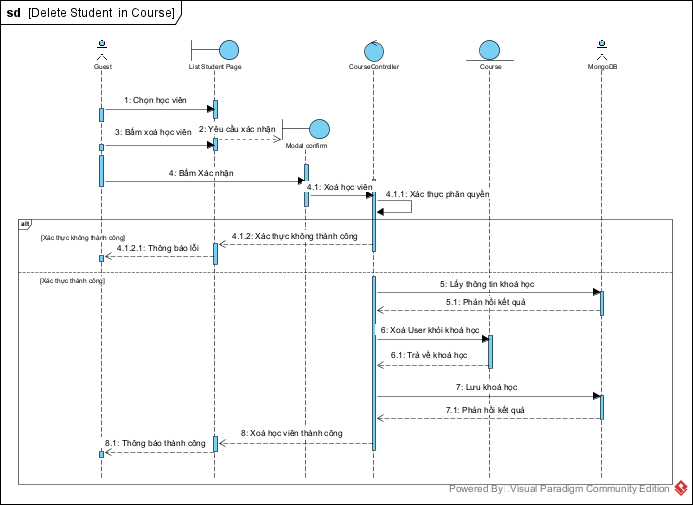 sd [Delete Student in Course]
Guest
ListStudent Page
CourseController
Course
MongoDB
1: Chọn học viên
2: Yêu cầu xác nhận
3: Bấm xoá học viên
Modal confirm
4: Bấm Xác nhận
4.1: Xoá học viên
4.1.1: Xác thực phân quyền
alt
[Xác thực không thành công]
4.1.2: Xác thực không thành công
4.1.2.1: Thông báo lỗi
[Xác thực thành công]
5: Lấy thông tin khoá học
5.1: Phản hồi kết quả
6: Xoá User khỏi khoá học
6.1: Trả về khoá học
7: Lưu khoá học
7.1: Phản hồi kết quả
8: Xoá học viên thành công
8.1: Thông báo thành công
Powered By Visual Paradigm Community Edition